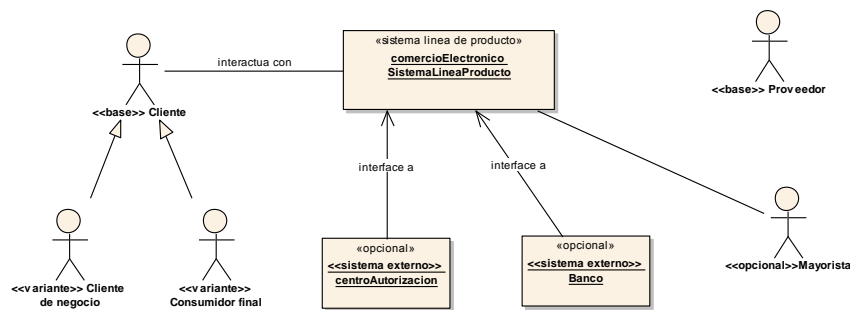 «sistema linea de producto»
comercioElectronico
SistemaLineaProducto
interactua con
<<base>> Cliente
<<base>> Proveedor
interface a
interface a
<<variante>> Cliente
de negocio
<<variante>>
Consumidor final
«opcional»
<<sistema externo>>
centroAutorizacion
«opcional»
<<sistema externo>>
Banco
<<opcional>>Mayorista